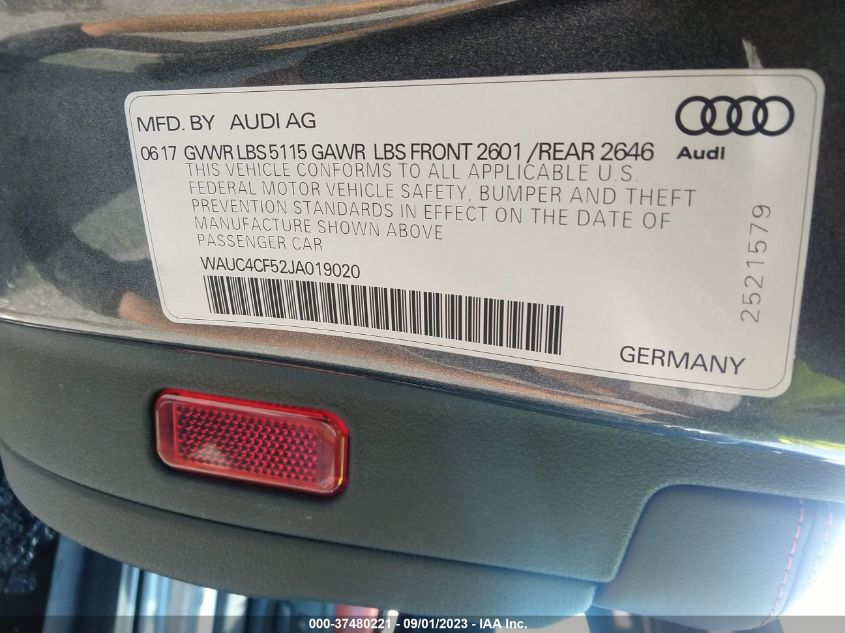 MFD. BY AUDI AG
Audi
0617 GVWR LBS 5115 GAWR LBS FRONT 2601 /REAR 2646
THIS VEHICLE CONFORMS TO ALL APPLICABLE U.S.
FEDERAL MOTOR VEHICLE SAFETY, BUMPER AND THEFT
PREVENTION STANDARDS IN EFFECT ON THE DATE OF
MANUFACTURE SHOWN ABOVE
PASSENGER CAR
WAUC4CF52JA019020
2521579
GERMANY
000-37480221 - 09/01/2023 - IAA Inc.